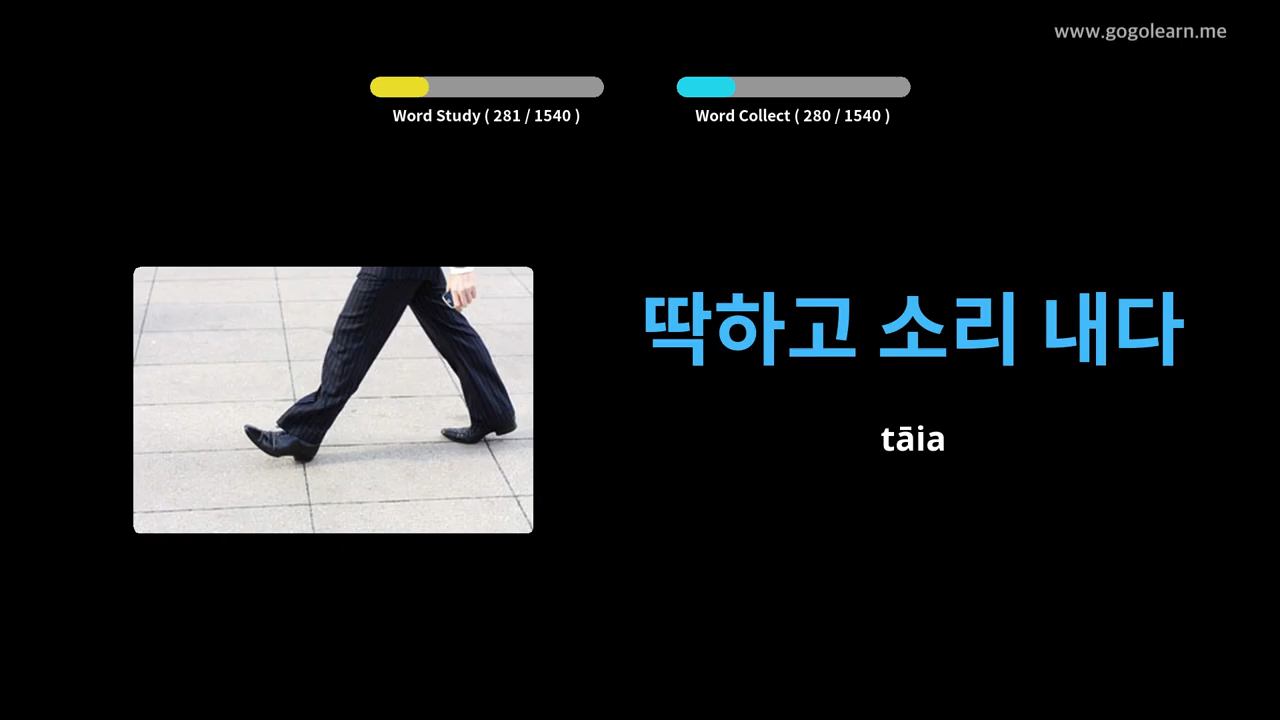 www.gogolearn.me
Word Study ( 281 / 1540 )
Word Collect ( 280 / 1540 )
딱하고 소리 내다
tāia